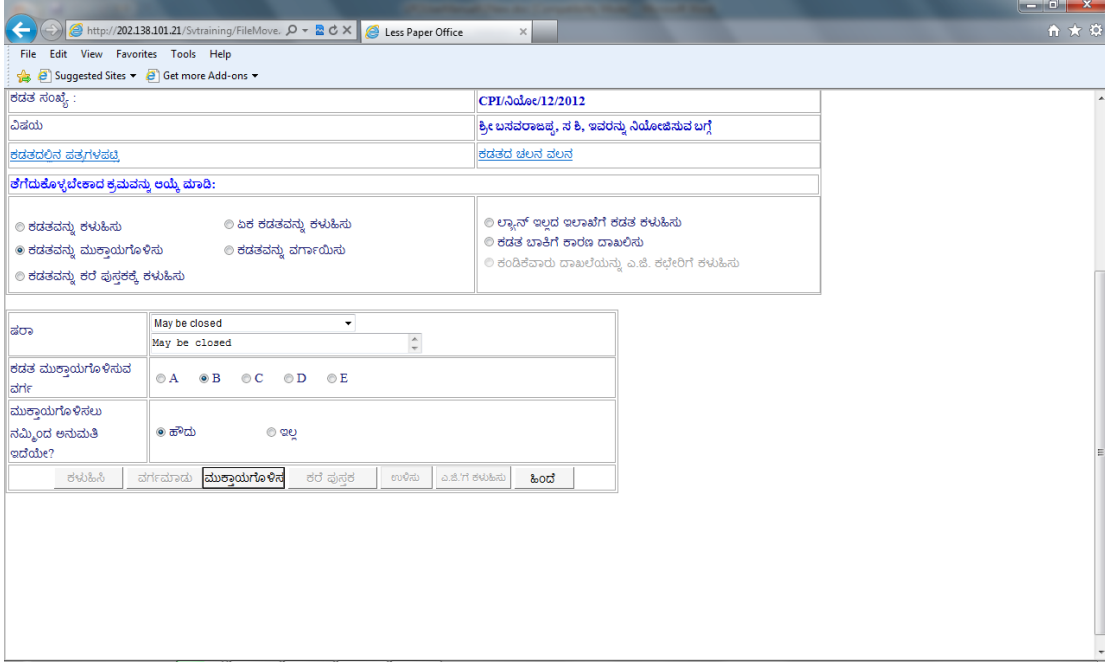 http://202.138.101.21/Svtraining/FileMove.
Less Paper Office
File Edit View Favorites Tools Help
Suggested Sites Get more Add-ons
ಕಡತ ಸಂಖ್ಯೆ : CPI/ನಿಯೋ/12/2012
ವಿಷಯ ಶ್ರೀ ಬಸವರಾಜಪ್ಪ, ಸ ಕಿ, ಇವರನ್ನು ನಿಯೋಜಿಸುವ ಬಗ್ಗೆ
ಕಡತದಲ್ಲಿನ ಪತ್ರಗಳಪಟ್ಟಿ ಕಡತದ ಚಲನ ವಲನ
ತೆಗೆದುಕೊಳ್ಳಬೇಕಾದ ಕ್ರಮವನ್ನು ಆಯ್ಕೆ ಮಾಡಿ:
ಕಡತವನ್ನು ಕಳುಹಿಸು ಏಕ ಕಡತವನ್ನು ಕಳುಹಿಸು
ಕಡತವನ್ನು ಮುಕ್ತಾಯಗೊಳಿಸು ಕಡತವನ್ನು ವರ್ಗಾಯಿಸು
ಕಡತವನ್ನು ಕರೆ ಪುಸ್ತಕಕ್ಕೆ ಕಳುಹಿಸು
ಲ್ಯಾನ್ ಇಲ್ಲದ ಇಲಾಖೆಗೆ ಕಡತ ಕಳುಹಿಸು
ಕಡತ ಬಾಕಿಗೆ ಕಾರಣ ದಾಖಲಿಸು
ಕಂಡಿಕೆವಾರು ದಾಖಲೆಯನ್ನು ಎ.ಜಿ. ಕಛೇರಿಗೆ ಕಳುಹಿಸು
ಷರಾ
May be closed
May be closed
ಕಡತ ಮುಕ್ತಾಯಗೊಳಿಸುವ
ವರ್ಗ
A B C D E
ಮುಕ್ತಾಯಗೊಳಿಸಲು
ನಮ್ಮಿಂದ ಅನುಮತಿ
ಇದೆಯೇ?
ಹೌದು ಇಲ್ಲ
ಕಳುಹಿಸಿ ವರ್ಗಮಾಡು ಮುಕ್ತಾಯಗೊಳಿಸ ಕರೆ ಪುಸ್ತಕ ಉಳಿಸು ಎ.ಜಿ.'ಗೆ ಕಳುಹಿಸು ಹಿಂದೆ